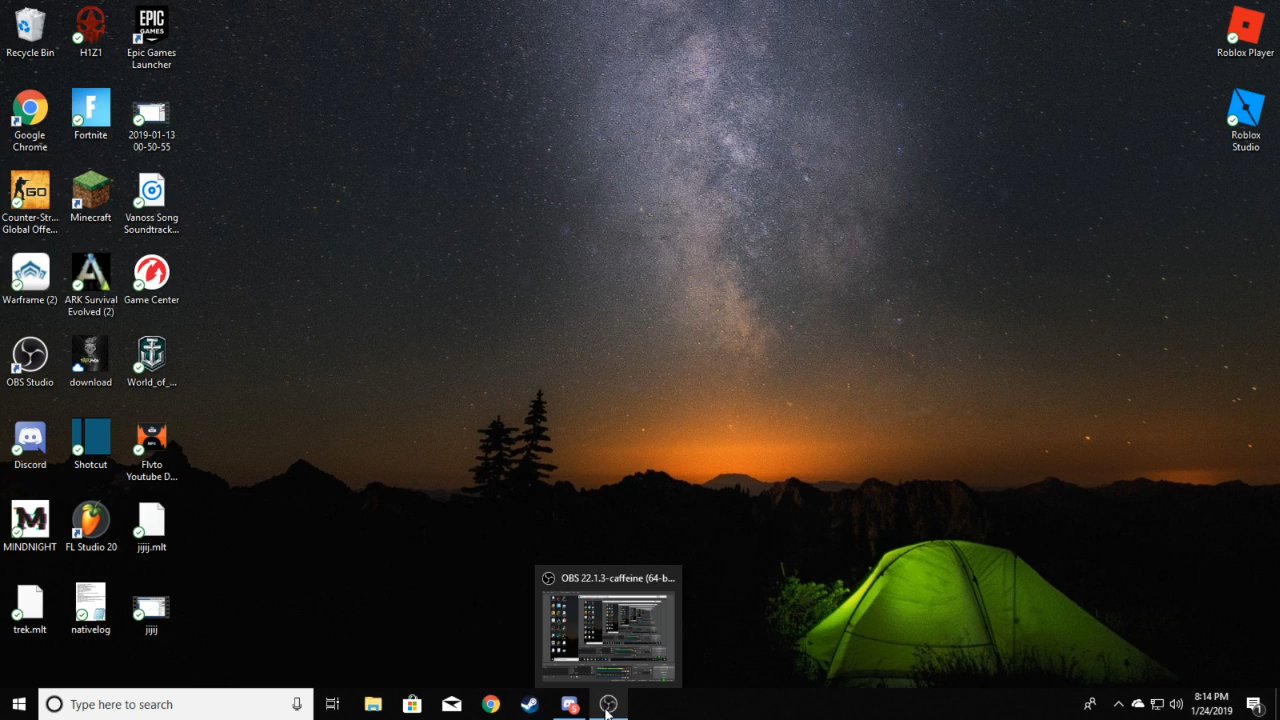 Recycle Bin
H1Z1
EPIC
GAMES
Epic Games
Launcher
Roblox Player
Google
Chrome
F
Fortnite
2019-01-13
00-50-55
Roblox
Studio
GO
Counter-Str...
Global Offe...
Minecraft
Vanoss Song
Soundtrack...
Warframe (2)
ARK Survival
Evolved (2)
Game Center
OBS Studio
download
World_of_...
Discord
Shotcut
Flvto
Youtube D...
M
MINDNIGHT
FL Studio 20
jijij.mlt
trek.mlt
nativelog
jijij
OBS 22.1.3-caffeine (64-b...
Type here to search
8:14 PM
1/24/2019
1